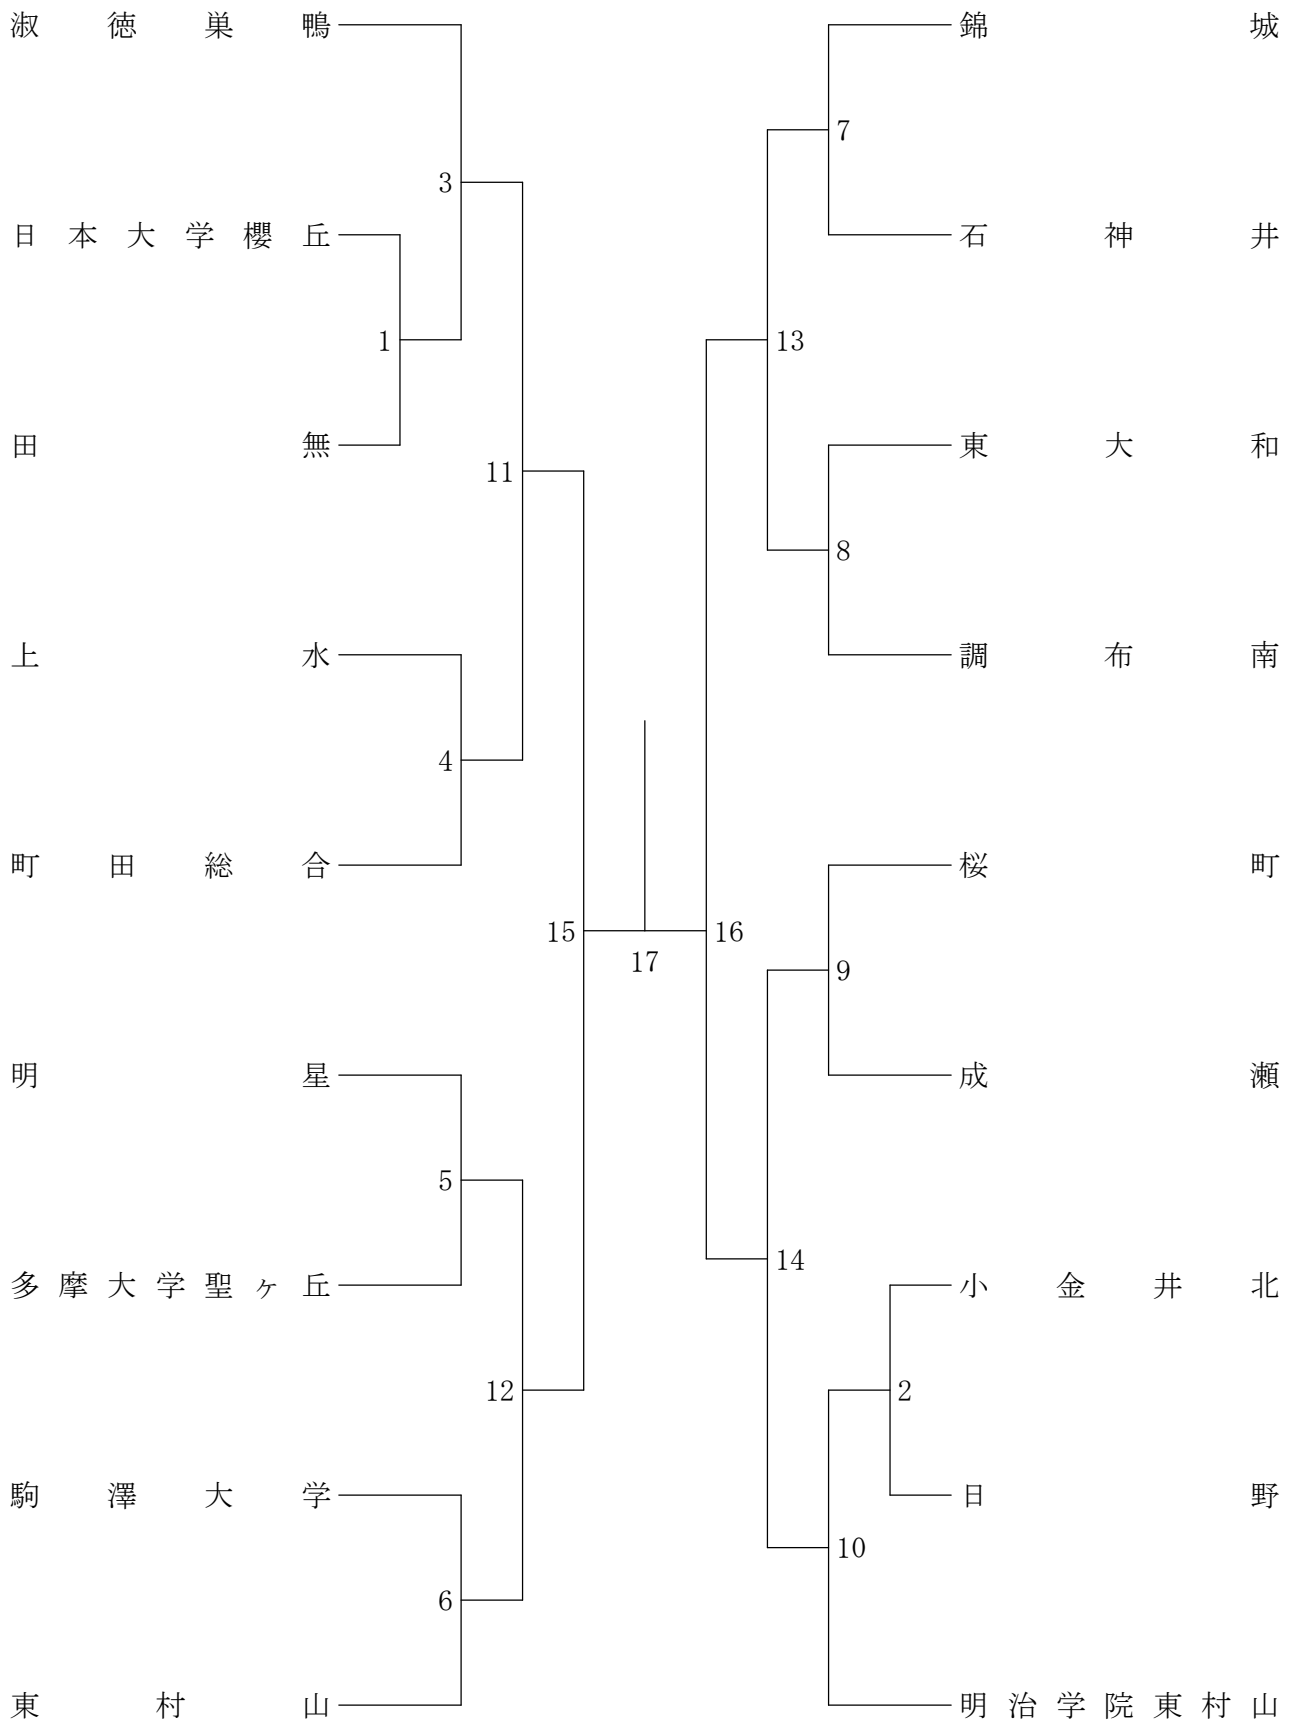 淑徳巣鴨
3
日本大学櫻丘
1
田無
11
上水
4
町田総合
15
明星
5
多摩大学聖ヶ丘
12
駒澤大学
6
東村山
17
錦城
7
石神井
13
東大和
8
調布南
16
桜町
9
成瀬
14
小金井北
2
日野
10
明治学院東村山